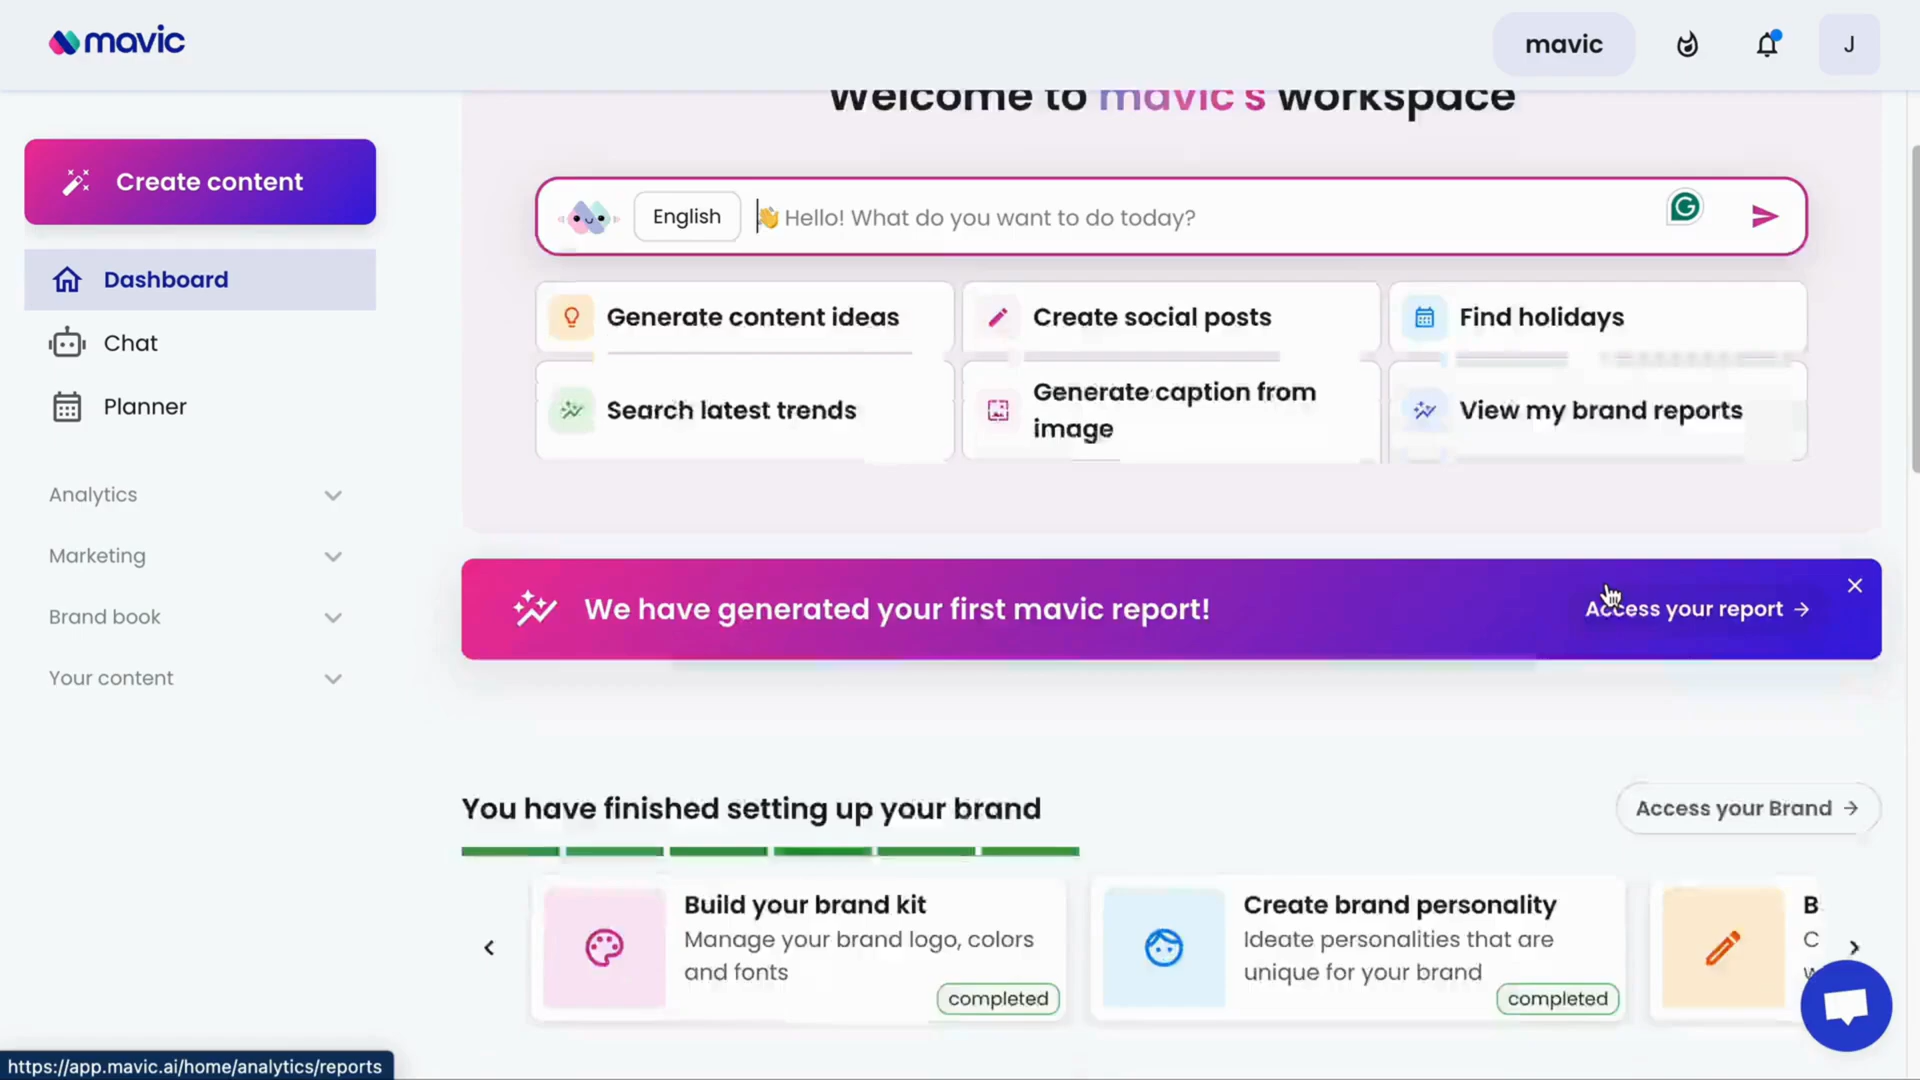 mavic
mavic
J
Welcome to mavic's workspace
Create content
English
👋 Hello! What do you want to do today?
Dashboard
Chat
Planner
Analytics
Marketing
Brand book
Your content
Generate content ideas
Create social posts
Find holidays
Search latest trends
Generate caption from
image
View my brand reports
We have generated your first mavic report!
Access your report →
You have finished setting up your brand
Access your Brand →
Build your brand kit
Manage your brand logo, colors
and fonts
completed
Create brand personality
Ideate personalities that are
unique for your brand
completed
B
C
https://app.mavic.ai/home/analytics/reports